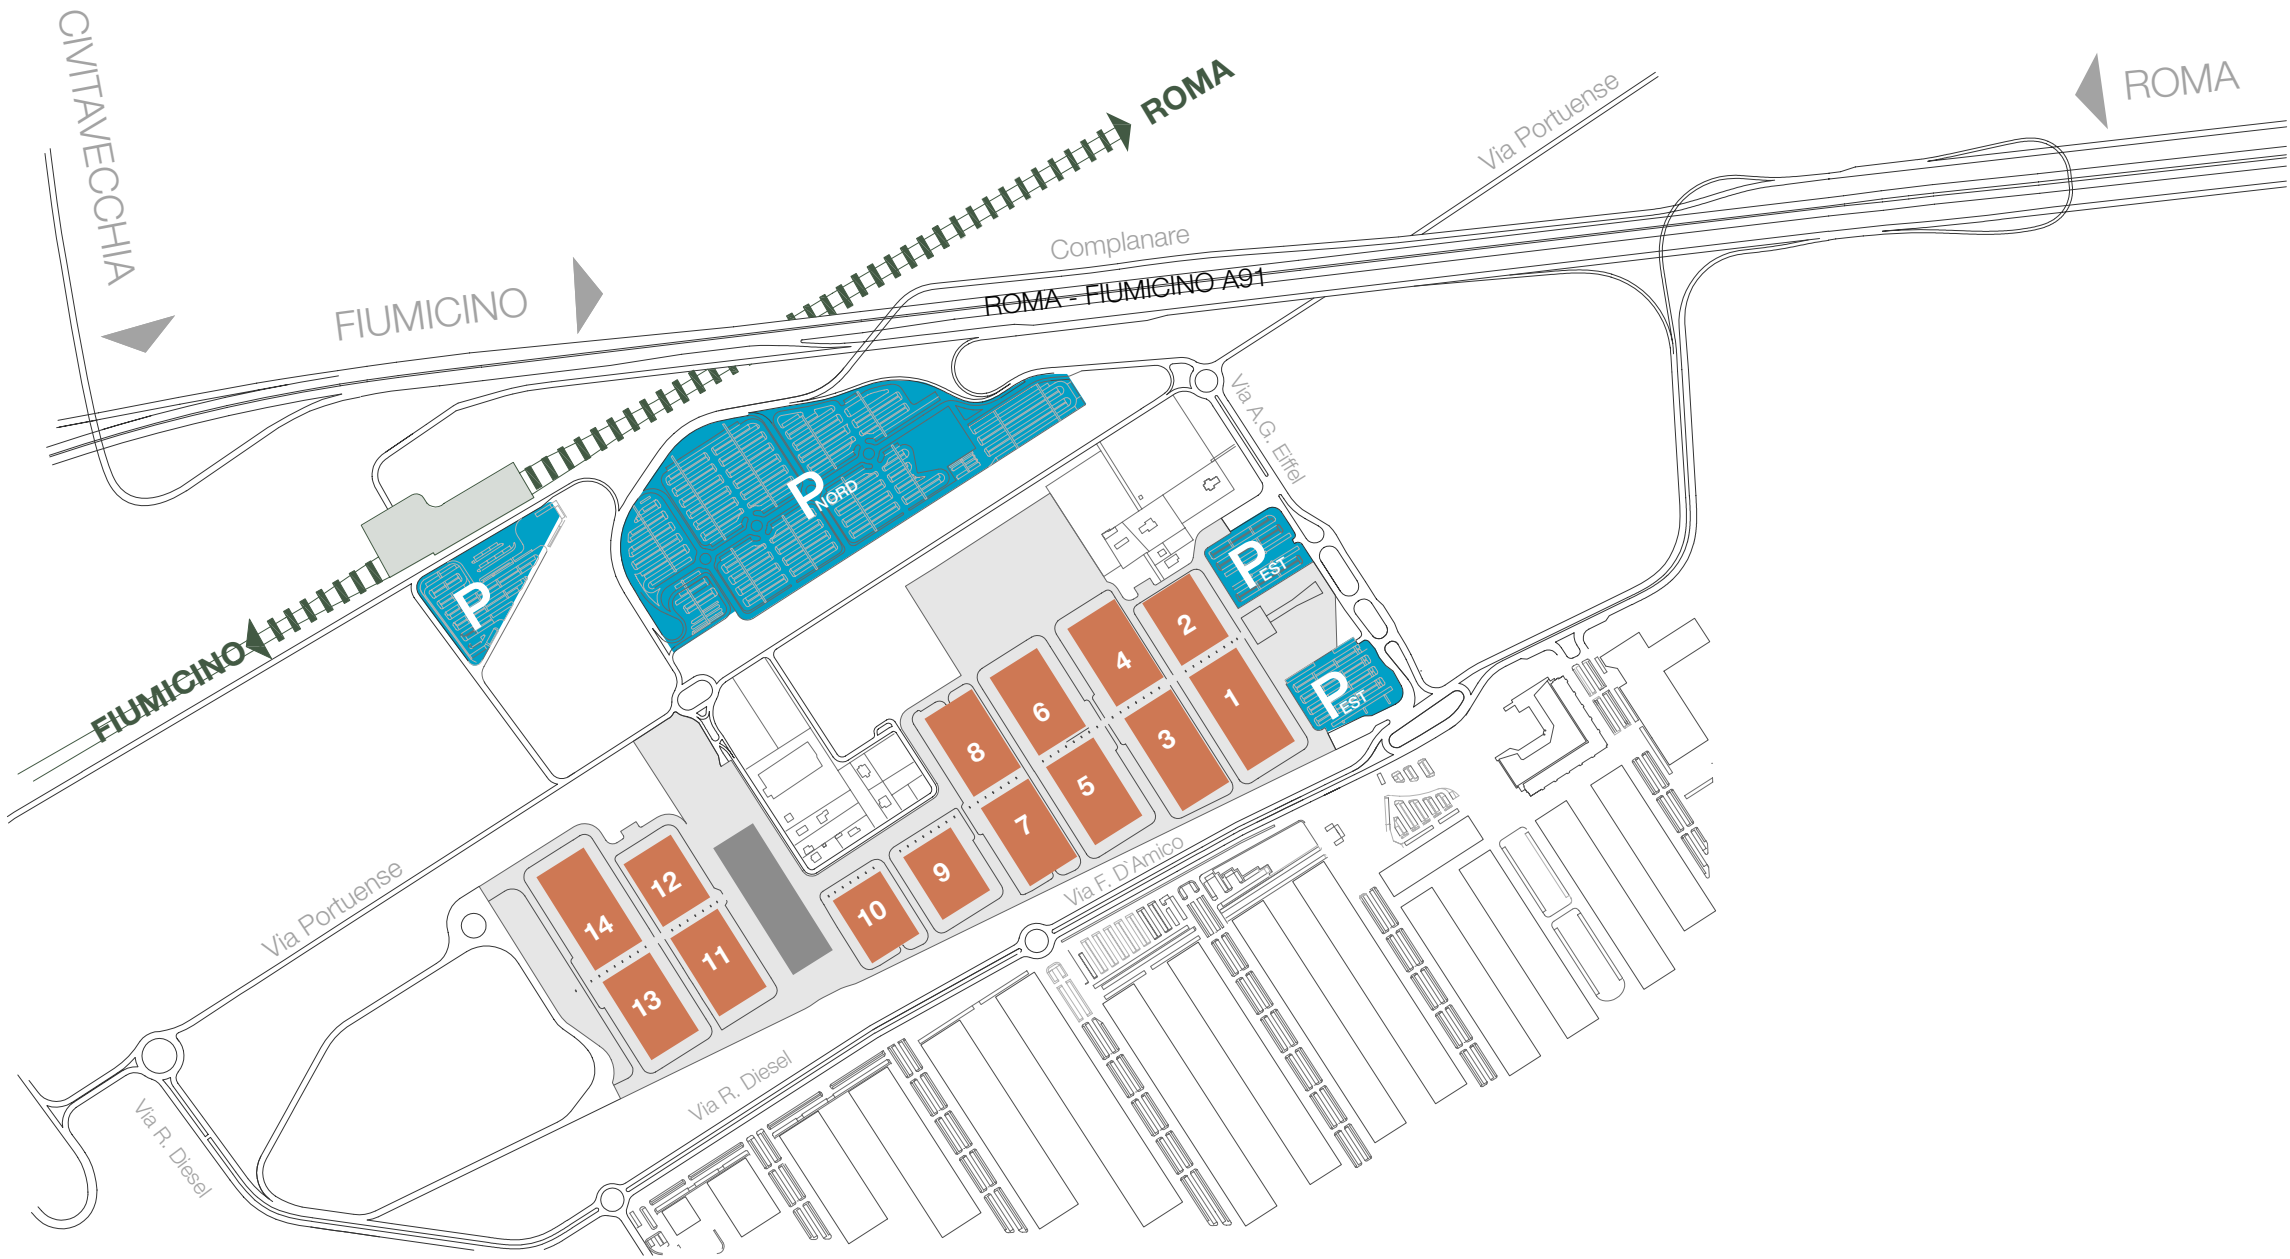 CIVITAVECCHIA
ROMA
ROMA
Via Portuense
Complanare
ROMA - FIUMICINO A91
FIUMICINO
Via A.G. Eiffel
P NORD
P
P EST
P EST
FIUMICINO
2
4
1
6
3
8
5
7
9
10
12
14
11
13
Via F. D`Amico
Via Portuense
Via R. Diesel
Via R. Diesel